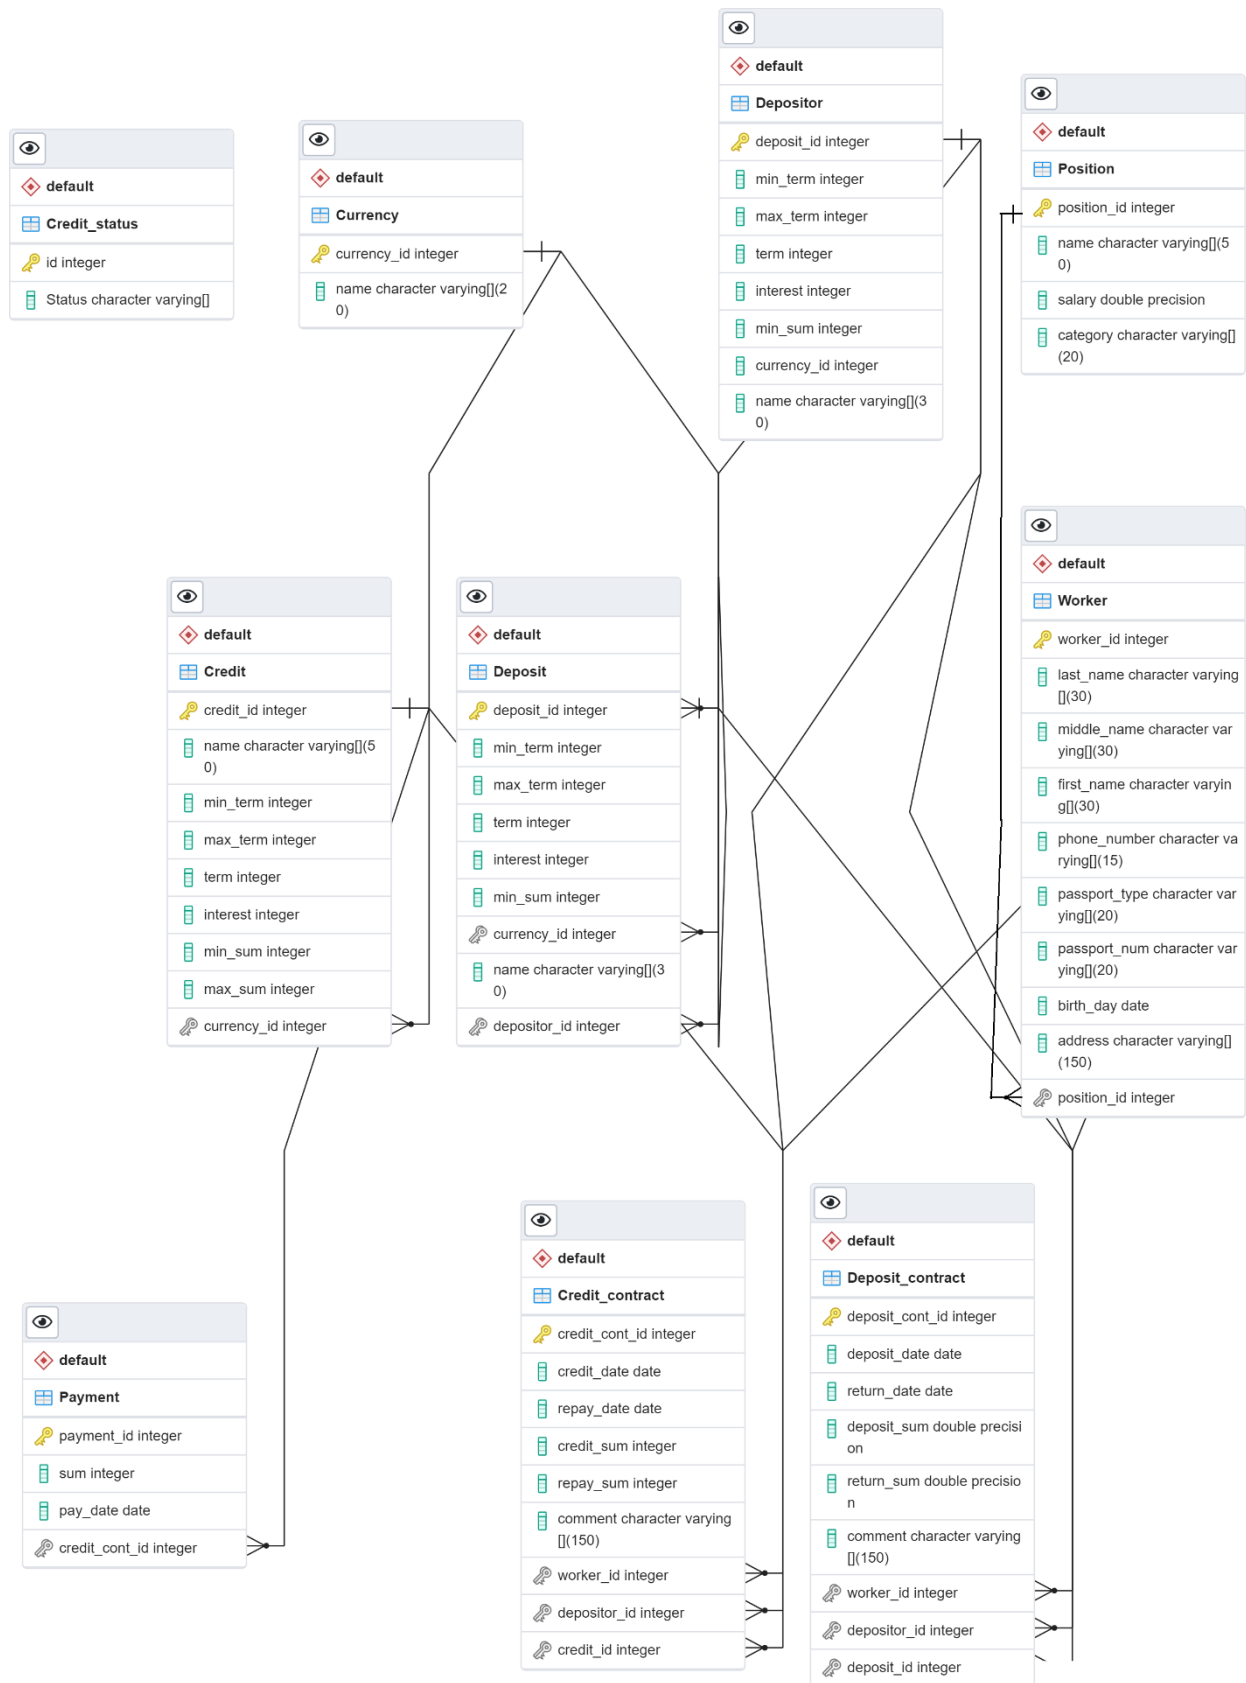 default
Depositor
deposit_id integer
min_term integer
max_term integer
term integer
interest integer
min_sum integer
currency_id integer
name character varying[](3
0)
default
Position
position_id integer
name character varying[](5
0)
salary double precision
category character varying[]
(20)
default
Credit_status
id integer
Status character varying[]
default
Currency
currency_id integer
name character varying[](2
0)
default
Credit
credit_id integer
name character varying[](5
0)
min_term integer
max_term integer
term integer
interest integer
min_sum integer
max_sum integer
currency_id integer
default
Deposit
deposit_id integer
min_term integer
max_term integer
term integer
interest integer
min_sum integer
currency_id integer
name character varying[](3
0)
depositor_id integer
default
Worker
worker_id integer
last_name character varying
[](30)
middle_name character var
ying[](30)
first_name character varyin
g[](30)
phone_number character va
rying[](15)
passport_type character var
ying[](20)
passport_num character var
ying[](20)
birth_day date
address character varying[]
(150)
position_id integer
default
Payment
payment_id integer
sum integer
pay_date date
credit_cont_id integer
default
Credit_contract
credit_cont_id integer
credit_date date
repay_date date
credit_sum integer
repay_sum integer
comment character varying
[](150)
worker_id integer
depositor_id integer
credit_id integer
default
Deposit_contract
deposit_cont_id integer
deposit_date date
return_date date
deposit_sum double precisi
on
return_sum double precisio
n
comment character varying
[](150)
worker_id integer
depositor_id integer
deposit_id integer